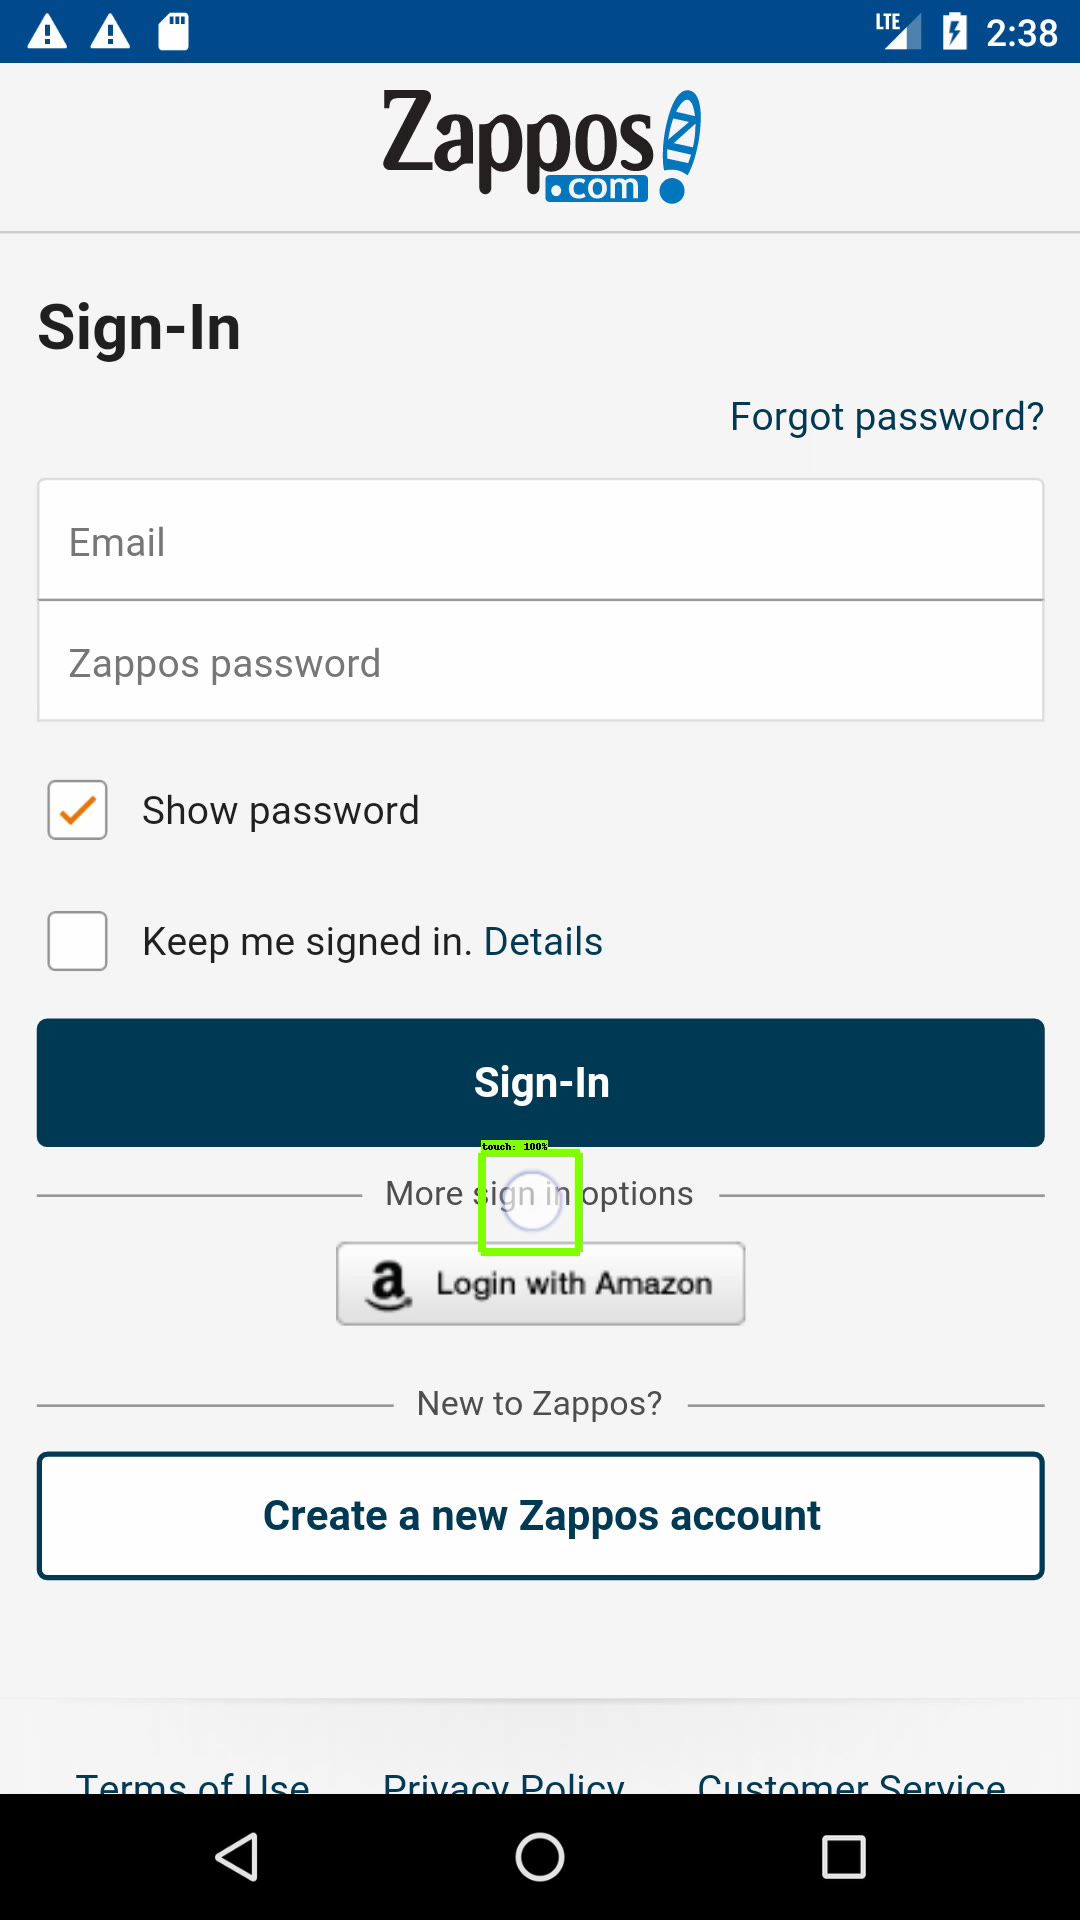 LTE 2:38
Zappos
.com
Sign-In
Forgot password?
Email
Zappos password
Show password
Keep me signed in. Details
Sign-In
touch: 100%
More sign in options
a Login with Amazon
New to Zappos?
Create a new Zappos account
Terms of Use Privacy Policy Customer Service